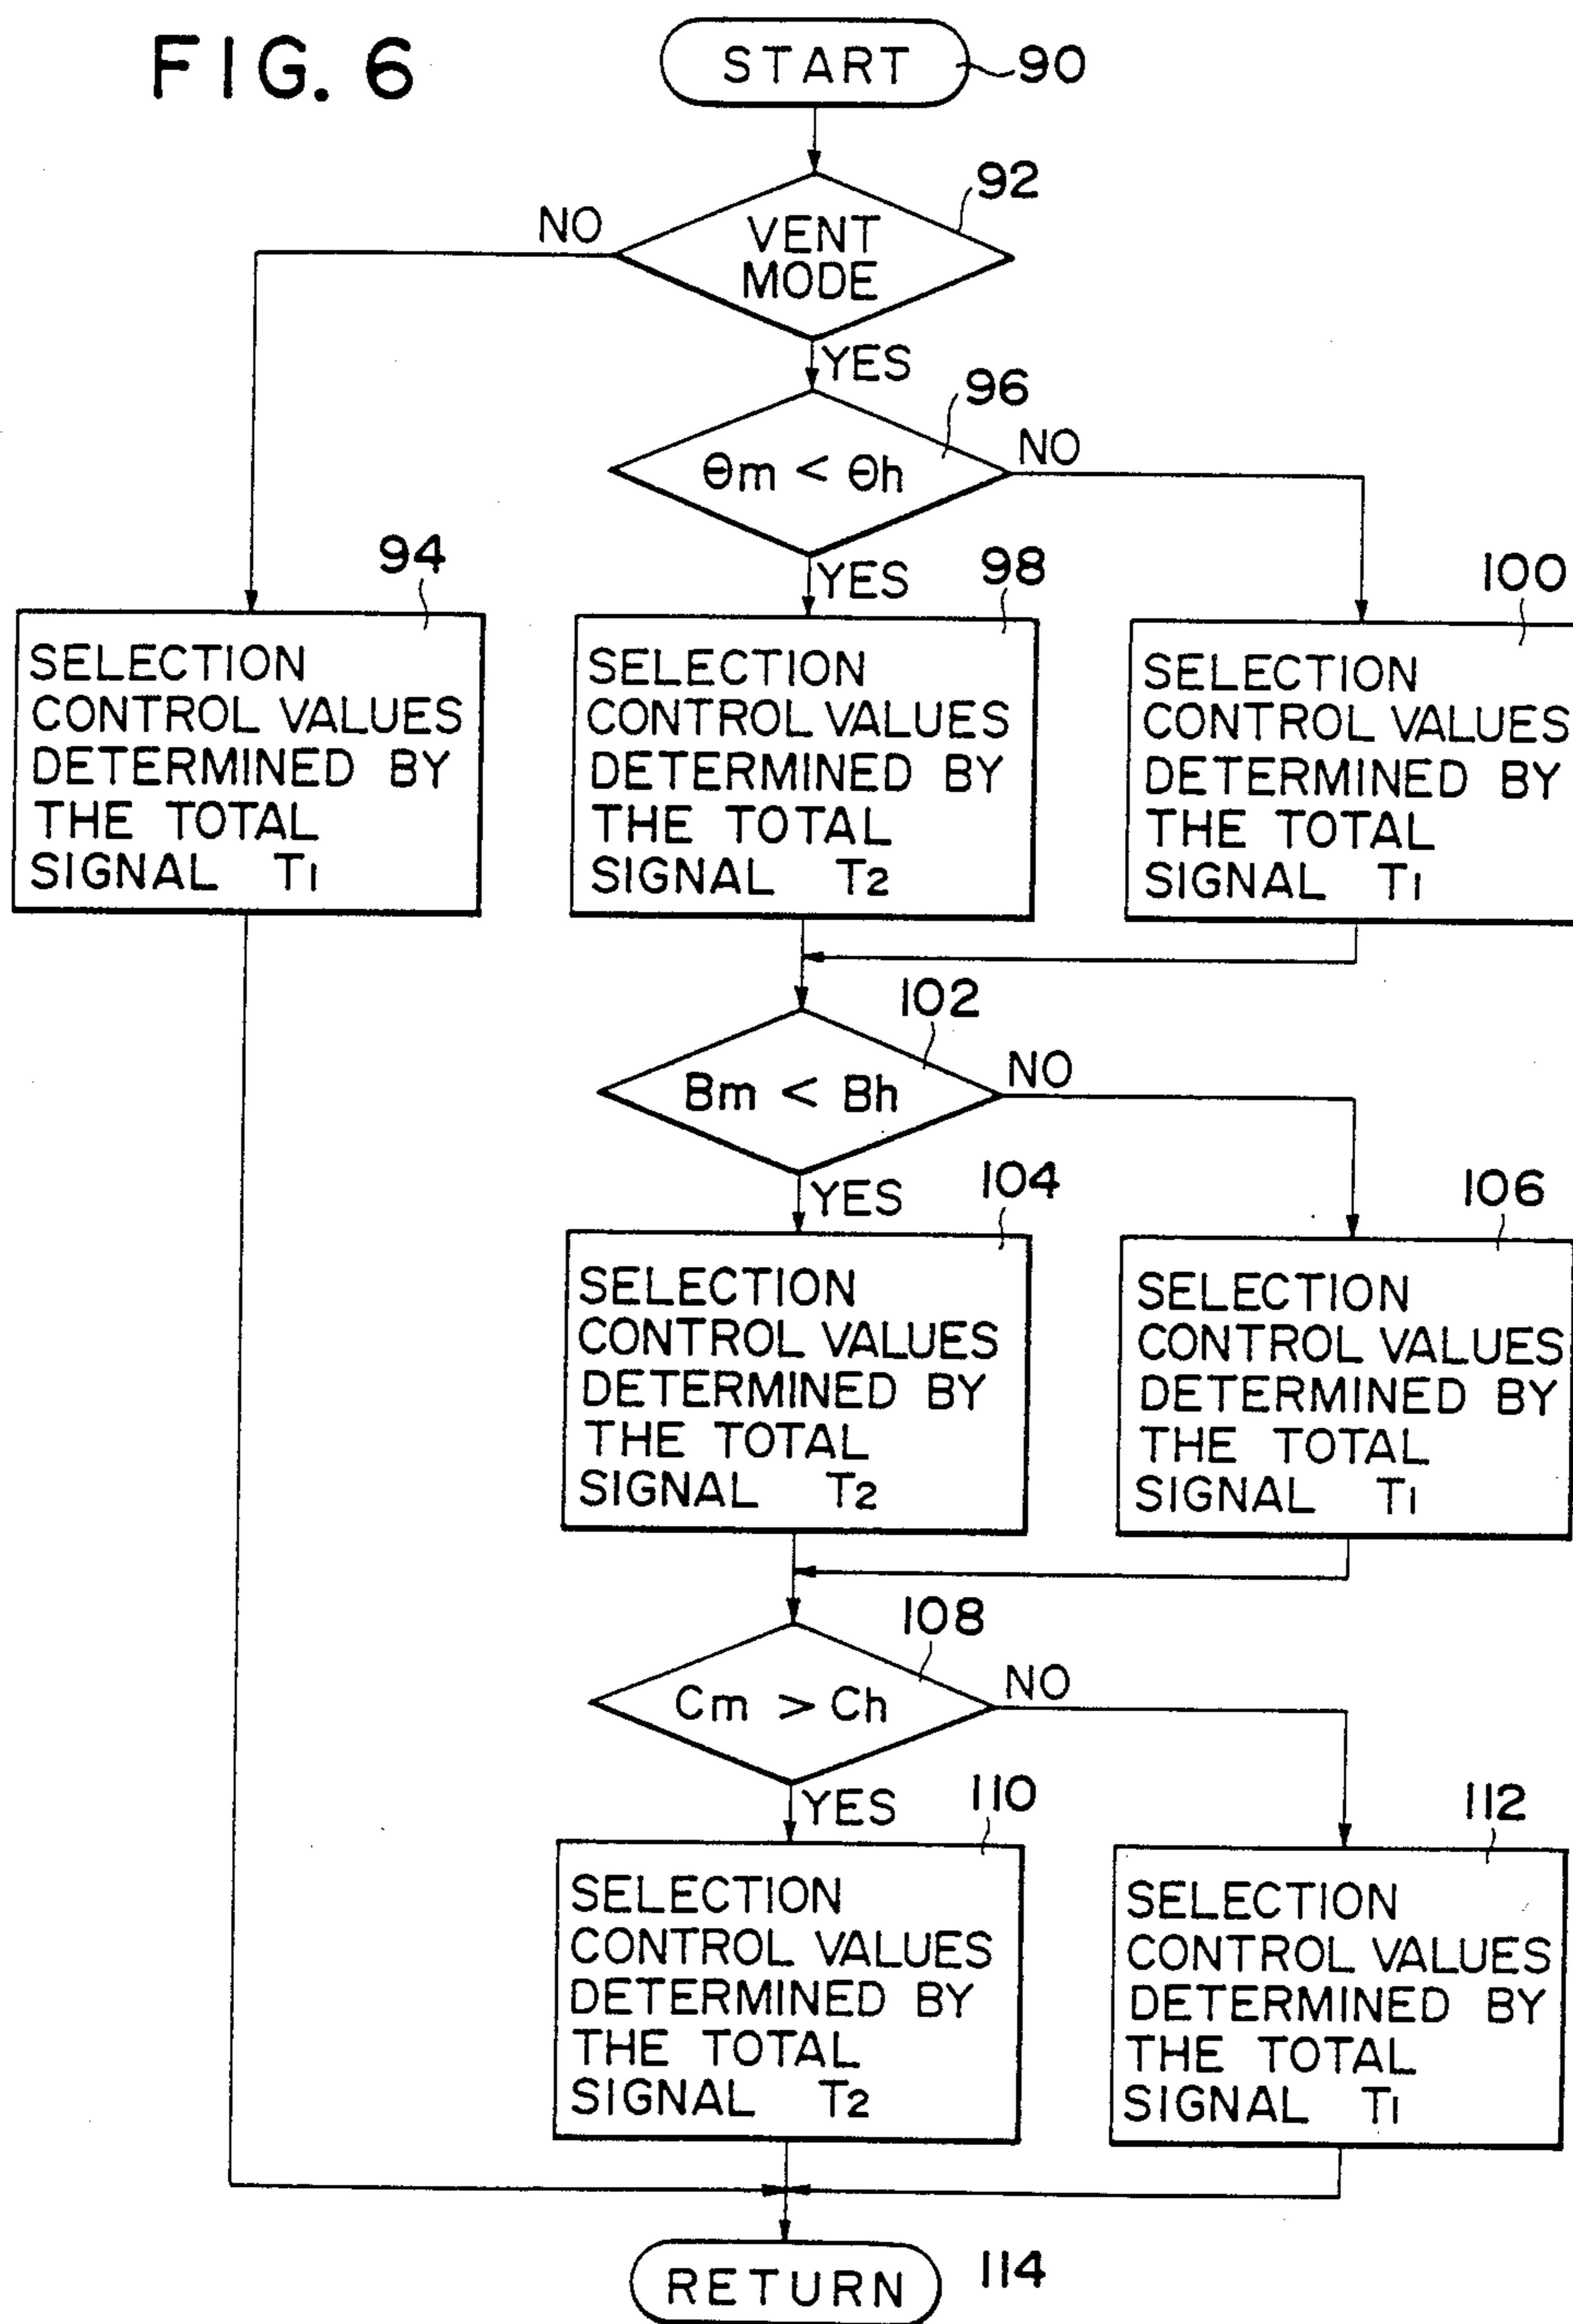 FIG. 6
START
90
92
NO
VENT
MODE
YES
96
Θm < Θh
NO
94
YES
98
100
SELECTION
CONTROL VALUES
DETERMINED BY
THE TOTAL
SIGNAL T1
SELECTION
CONTROL VALUES
DETERMINED BY
THE TOTAL
SIGNAL T2
SELECTION
CONTROL VALUES
DETERMINED BY
THE TOTAL
SIGNAL T1
102
Bm < Bh
NO
YES
104
106
SELECTION
CONTROL VALUES
DETERMINED BY
THE TOTAL
SIGNAL T2
SELECTION
CONTROL VALUES
DETERMINED BY
THE TOTAL
SIGNAL T1
108
Cm > Ch
NO
YES
110
112
SELECTION
CONTROL VALUES
DETERMINED BY
THE TOTAL
SIGNAL T2
SELECTION
CONTROL VALUES
DETERMINED BY
THE TOTAL
SIGNAL T1
RETURN
114